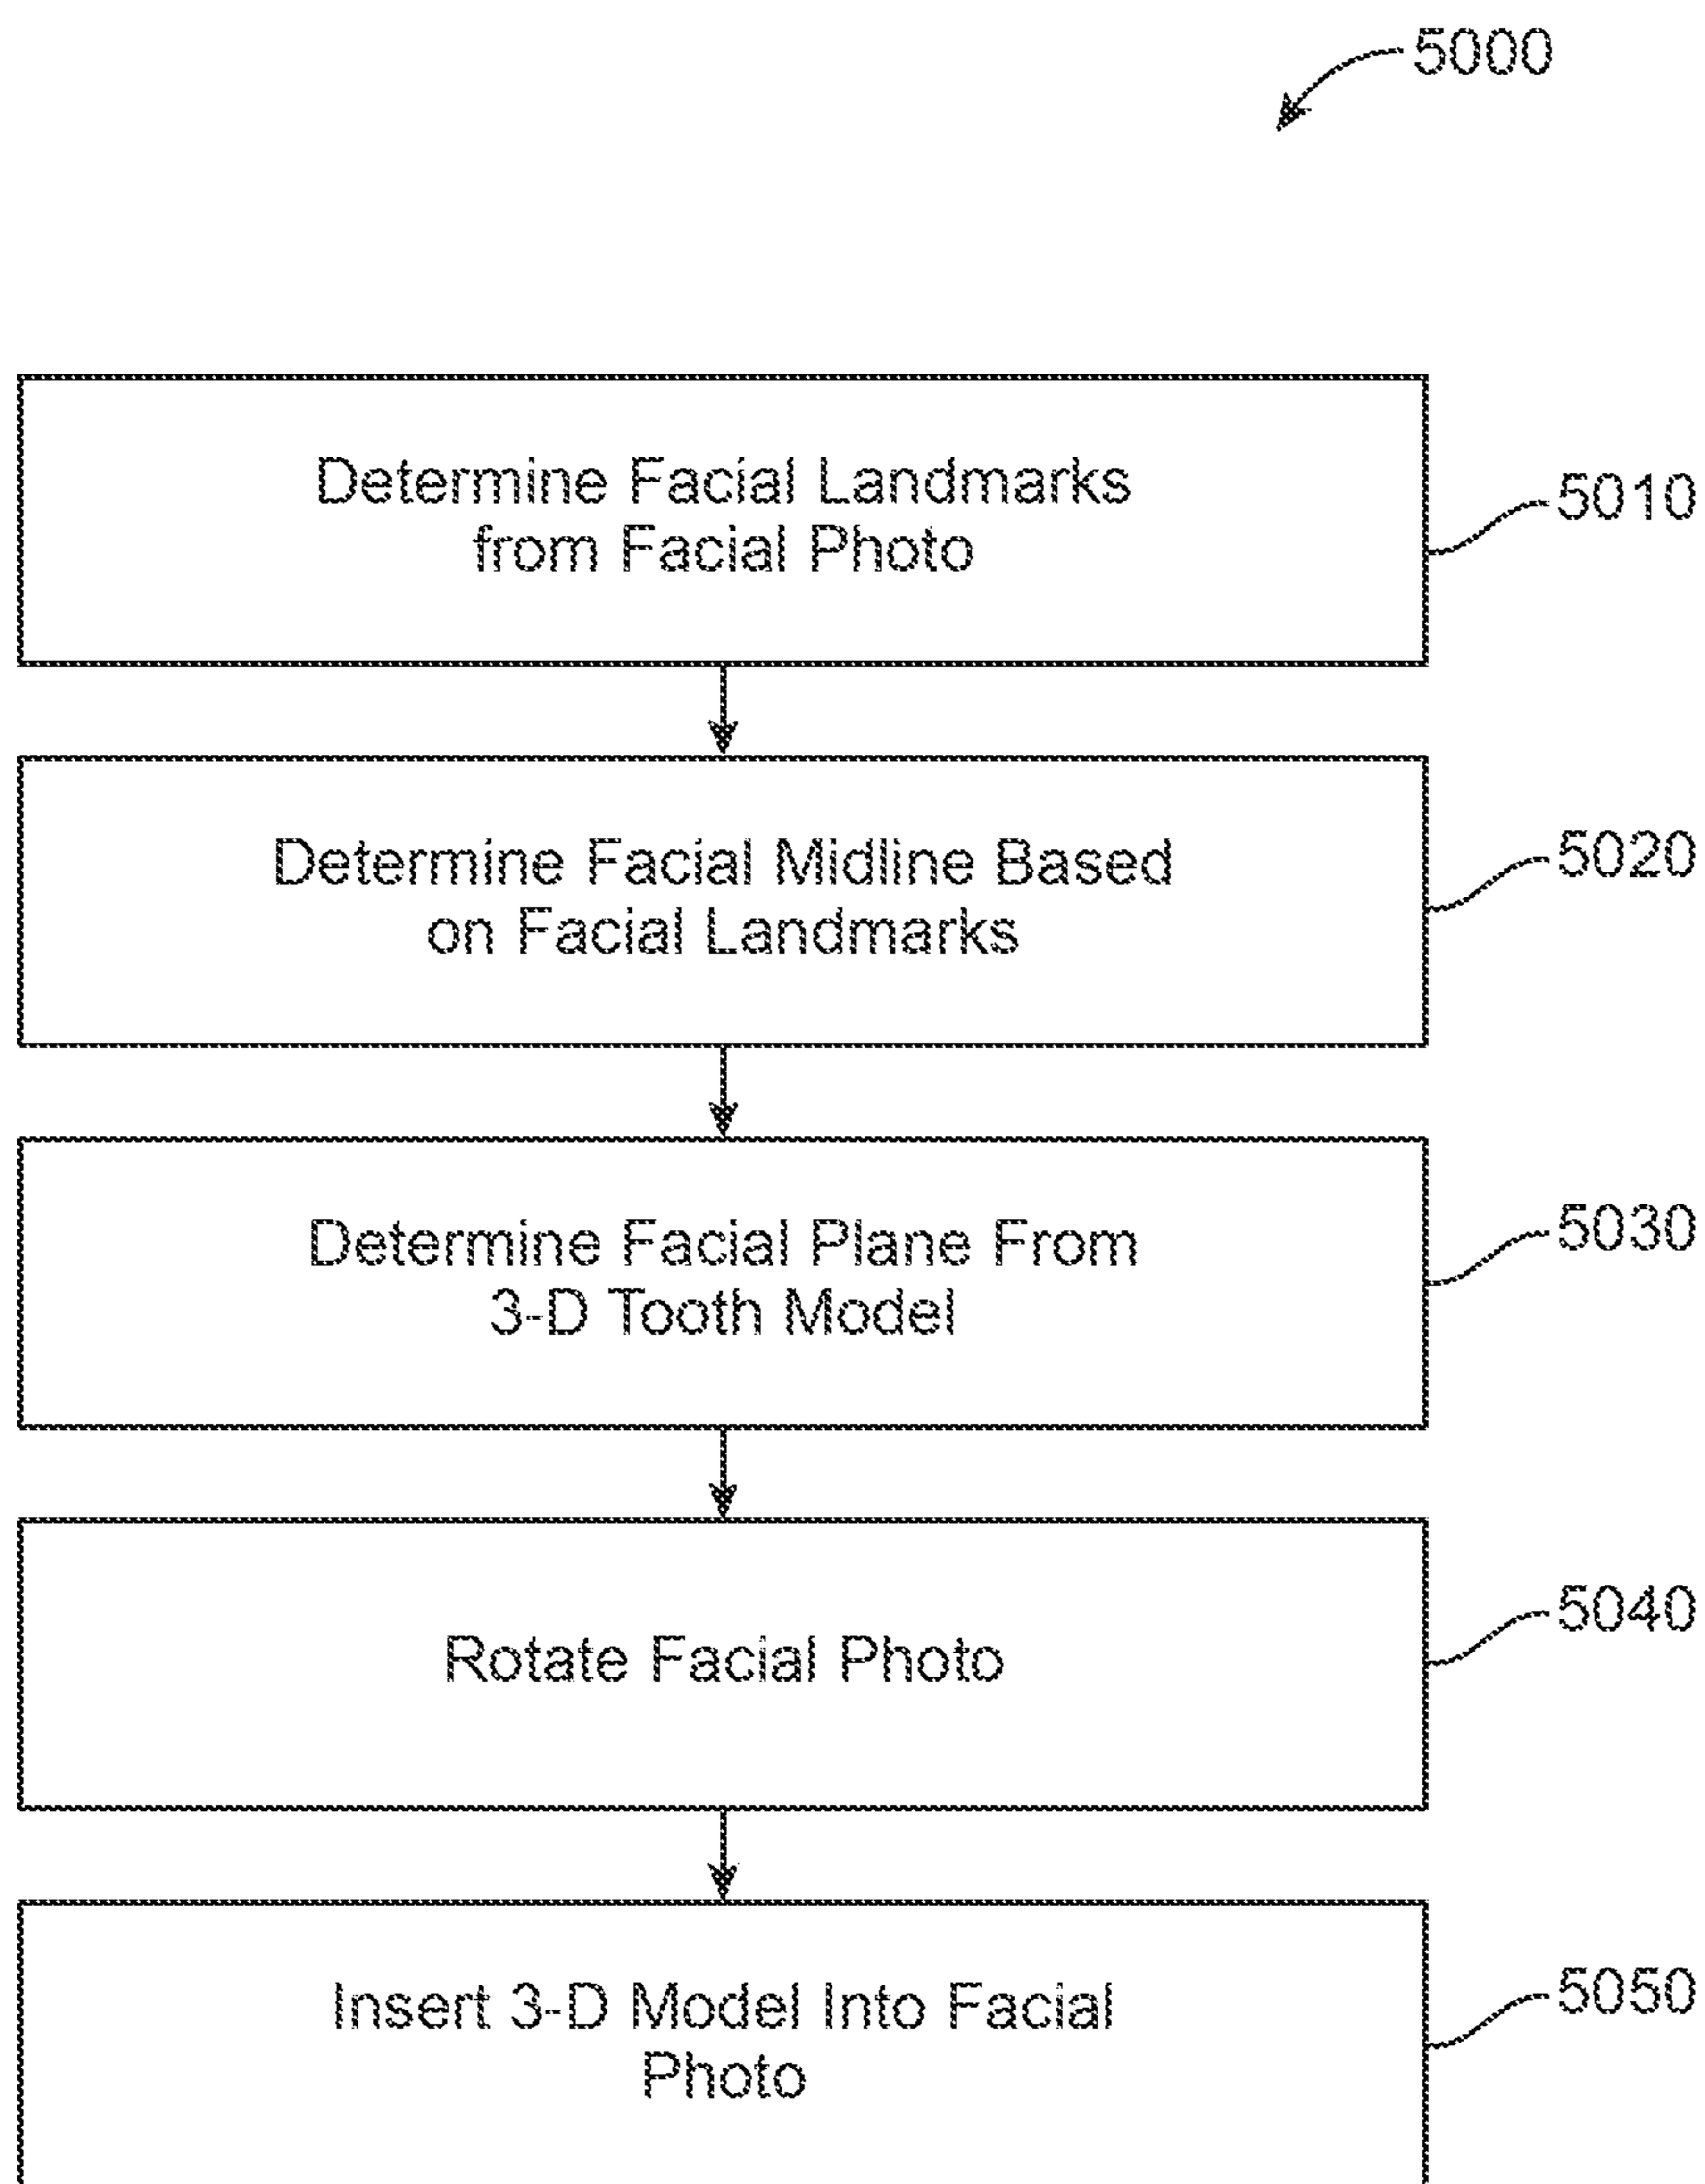 5000
Determine Facial Landmarks
from Facial Photo
5010
Determine Facial Midline Based
on Facial Landmarks
5020
Determine Facial Plane From
3-D Tooth Model
5030
Rotate Facial Photo
5040
Insert 3-D Model Into Facial
Photo
5050